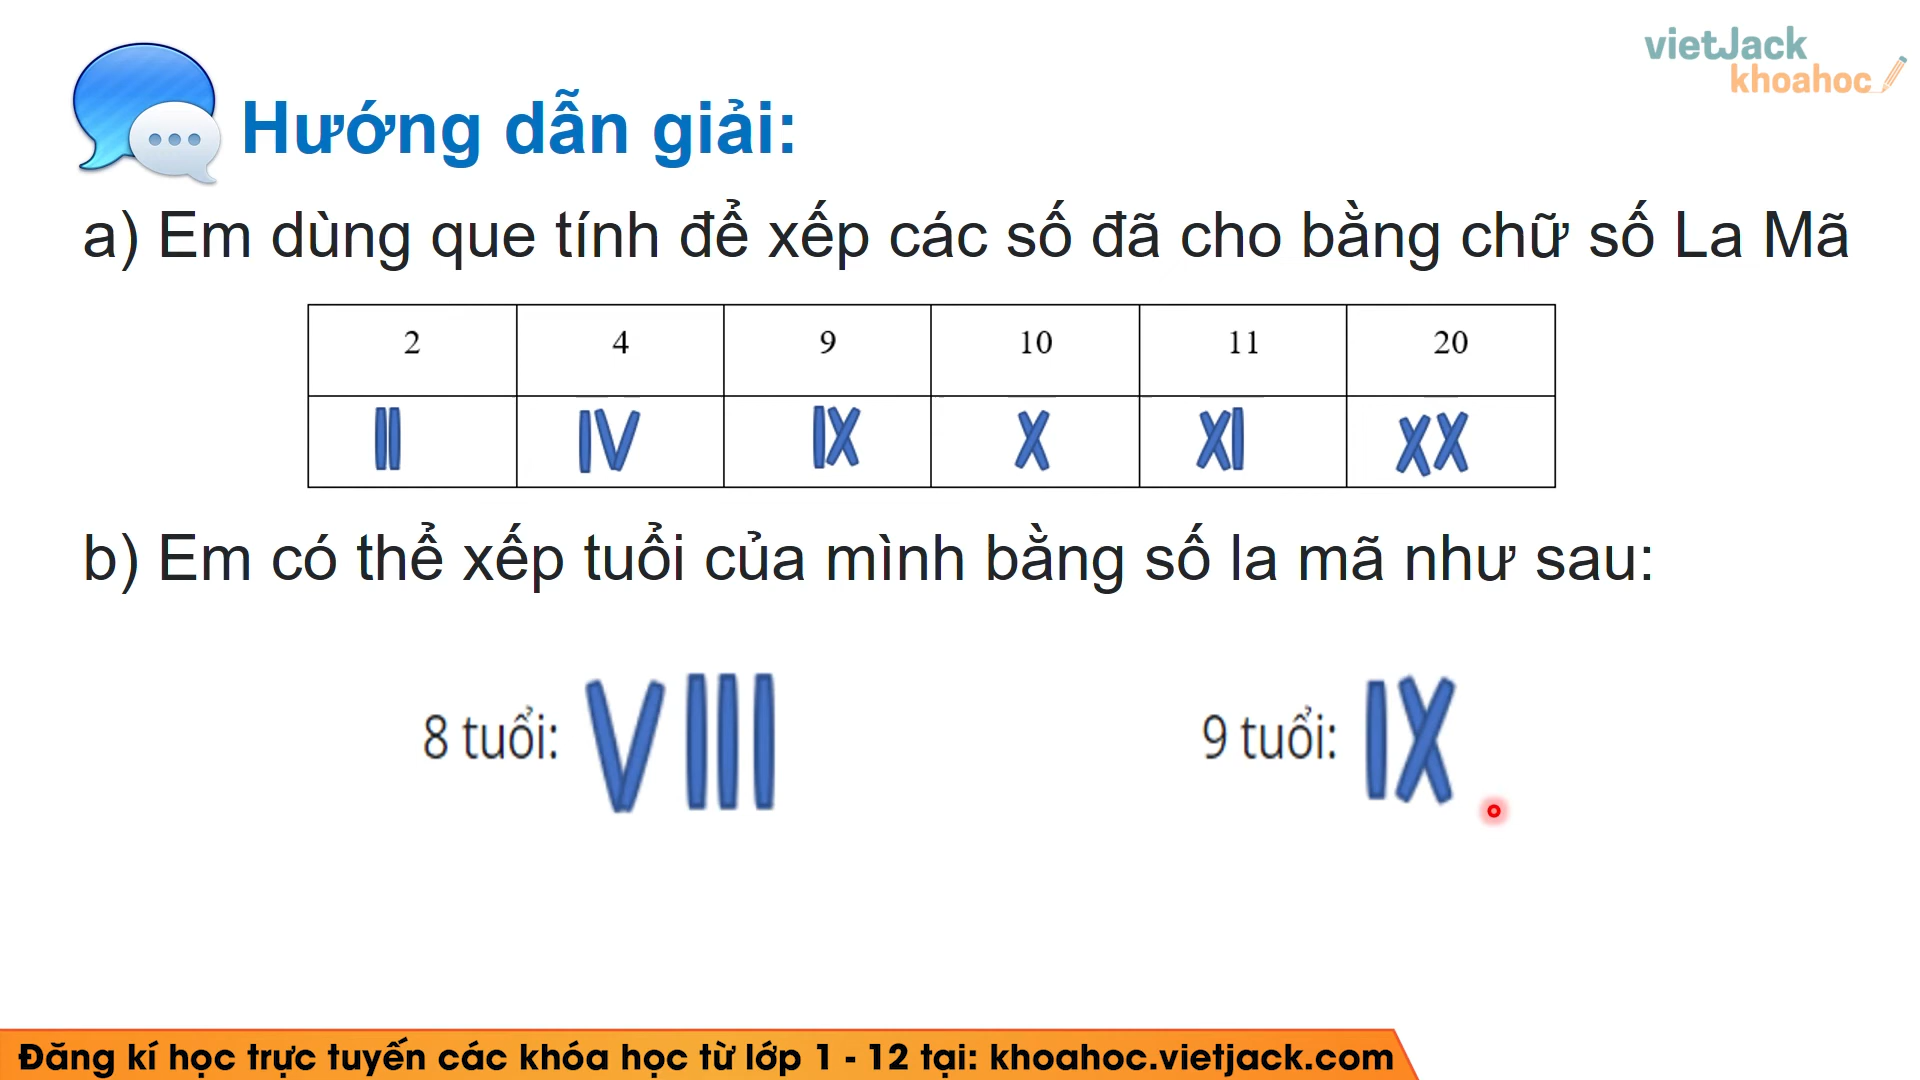 vietJack
khoahoc
Hướng dẫn giải:
a) Em dùng que tính để xếp các số đã cho bằng chữ số La Mã
2 4 9 10 11 20
II IV IX X XI XX
b) Em có thể xếp tuổi của mình bằng số la mã như sau:
8 tuổi: VIII 9 tuổi: IX
Đăng kí học trực tuyến các khóa học từ lớp 1 - 12 tại: khoahoc.vietjack.com